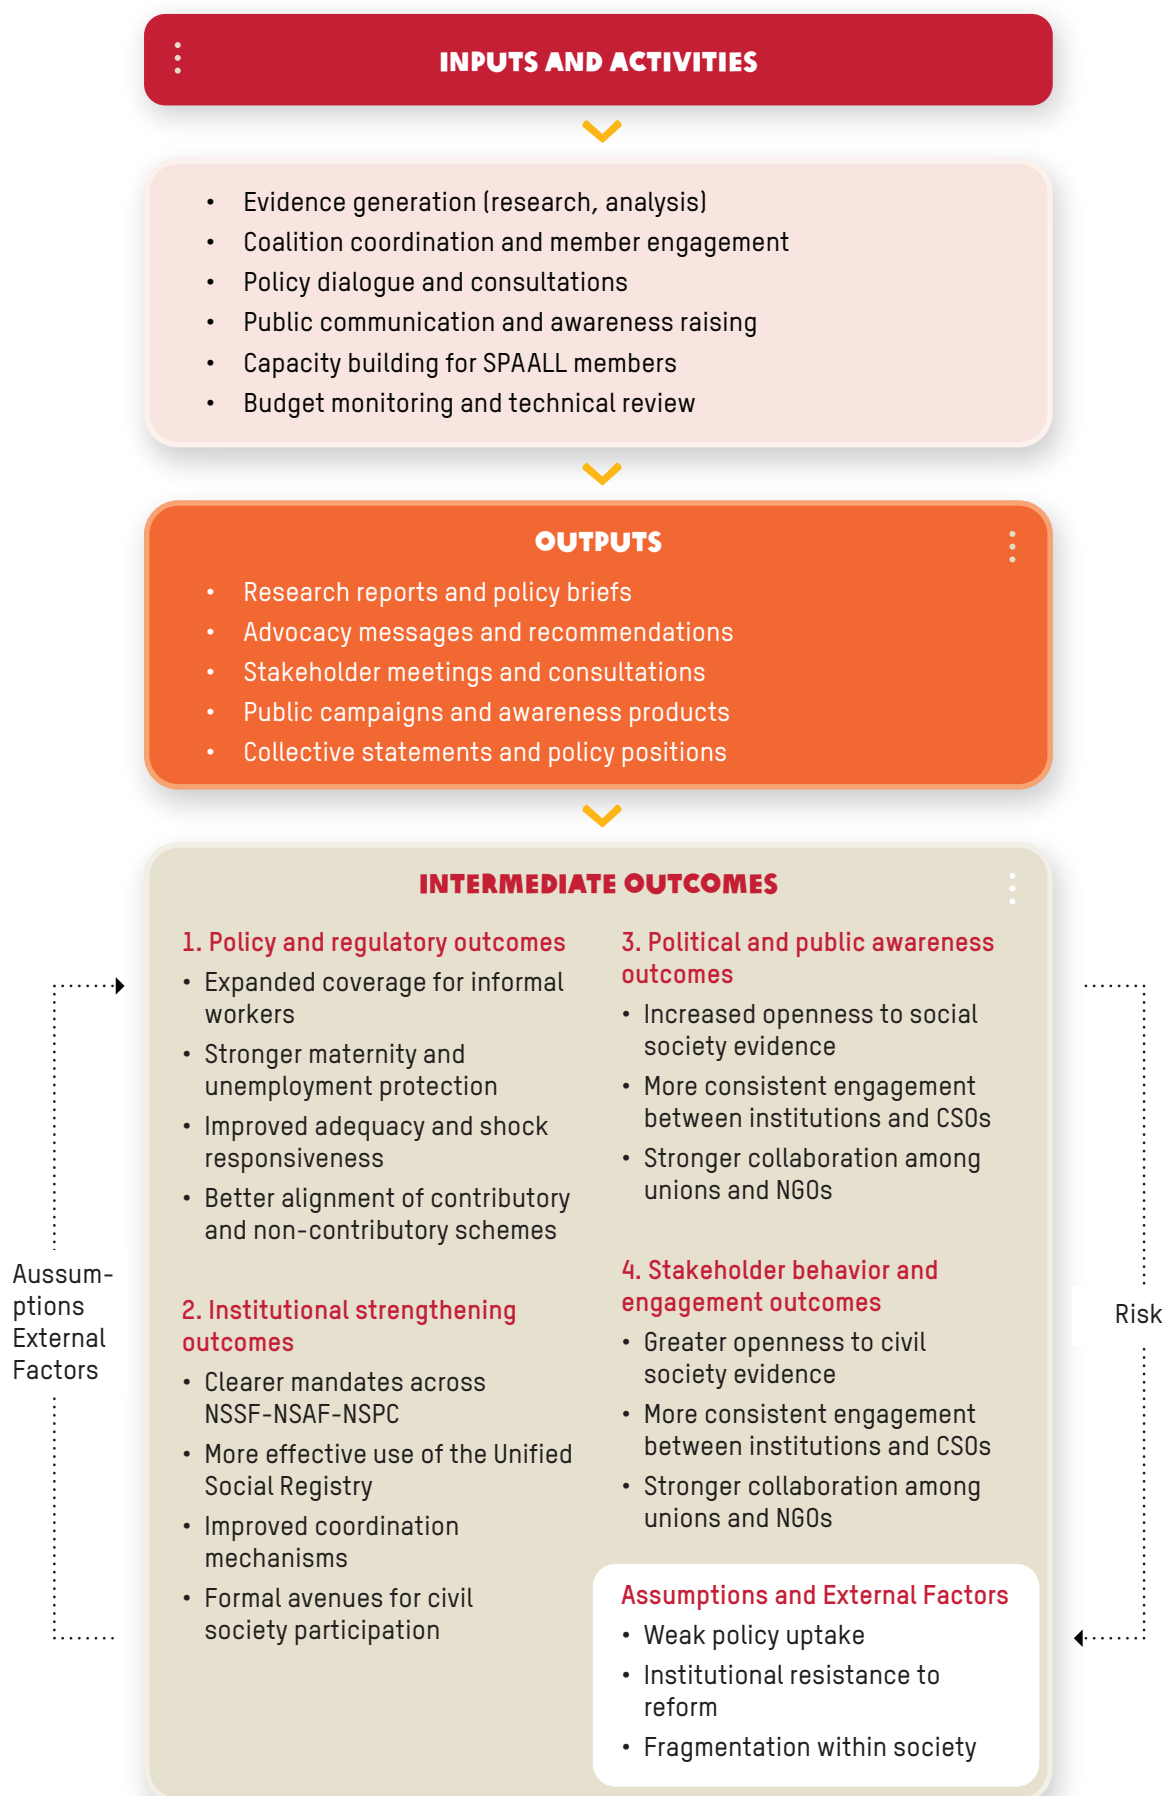 INPUTS AND ACTIVITIES
• Evidence generation (research, analysis)
• Coalition coordination and member engagement
• Policy dialogue and consultations
• Public communication and awareness raising
• Capacity building for SPAALL members
• Budget monitoring and technical review
OUTPUTS
• Research reports and policy briefs
• Advocacy messages and recommendations
• Stakeholder meetings and consultations
• Public campaigns and awareness products
• Collective statements and policy positions
INTERMEDIATE OUTCOMES
1. Policy and regulatory outcomes
• Expanded coverage for informal
workers
• Stronger maternity and
unemployment protection
• Improved adequacy and shock
responsiveness
• Better alignment of contributory
and non-contributory schemes
2. Institutional strengthening
outcomes
• Clearer mandates across
NSSF-NSAF-NSPC
• More effective use of the Unified
Social Registry
• Improved coordination
mechanisms
• Formal avenues for civil
society participation
3. Political and public awareness
outcomes
• Increased openness to social
society evidence
• More consistent engagement
between institutions and CSOs
• Stronger collaboration among
unions and NGOs
4. Stakeholder behavior and
engagement outcomes
• Greater openness to civil
society evidence
• More consistent engagement
between institutions and CSOs
• Stronger collaboration among
unions and NGOs
Assumptions and External Factors
• Weak policy uptake
• Institutional resistance to
reform
• Fragmentation within society
Aussum-
ptions
External
Factors
Risk